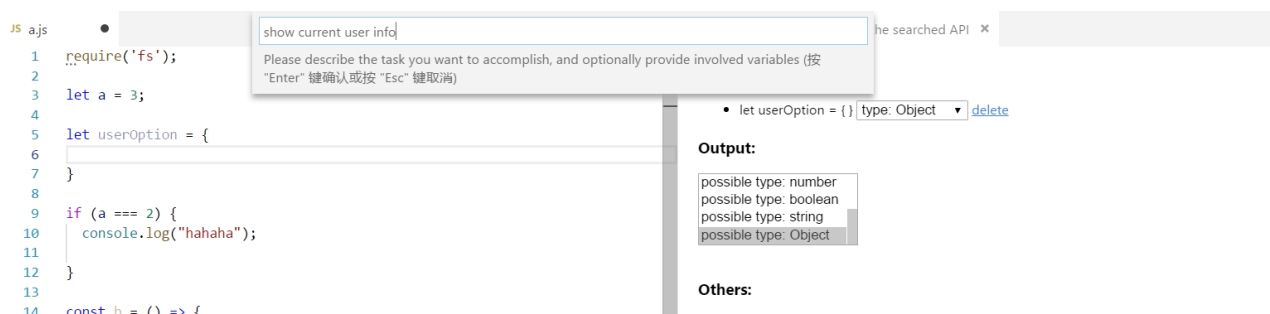 JS a.js ●
show current user info
he searched API ×
Please describe the task you want to accomplish, and optionally provide involved variables (按
"Enter" 键确认或按 "Esc" 键取消)
1 require('fs');
2
3 let a = 3;
4
5 let userOption = {
6
7 }
8
9 if (a === 2) {
10 console.log("hahaha");
11
12 }
13
14 const b = () => {
let userOption = { } type: Object ▼ delete
Output:
possible type: number
possible type: boolean
possible type: string
possible type: Object
Others: